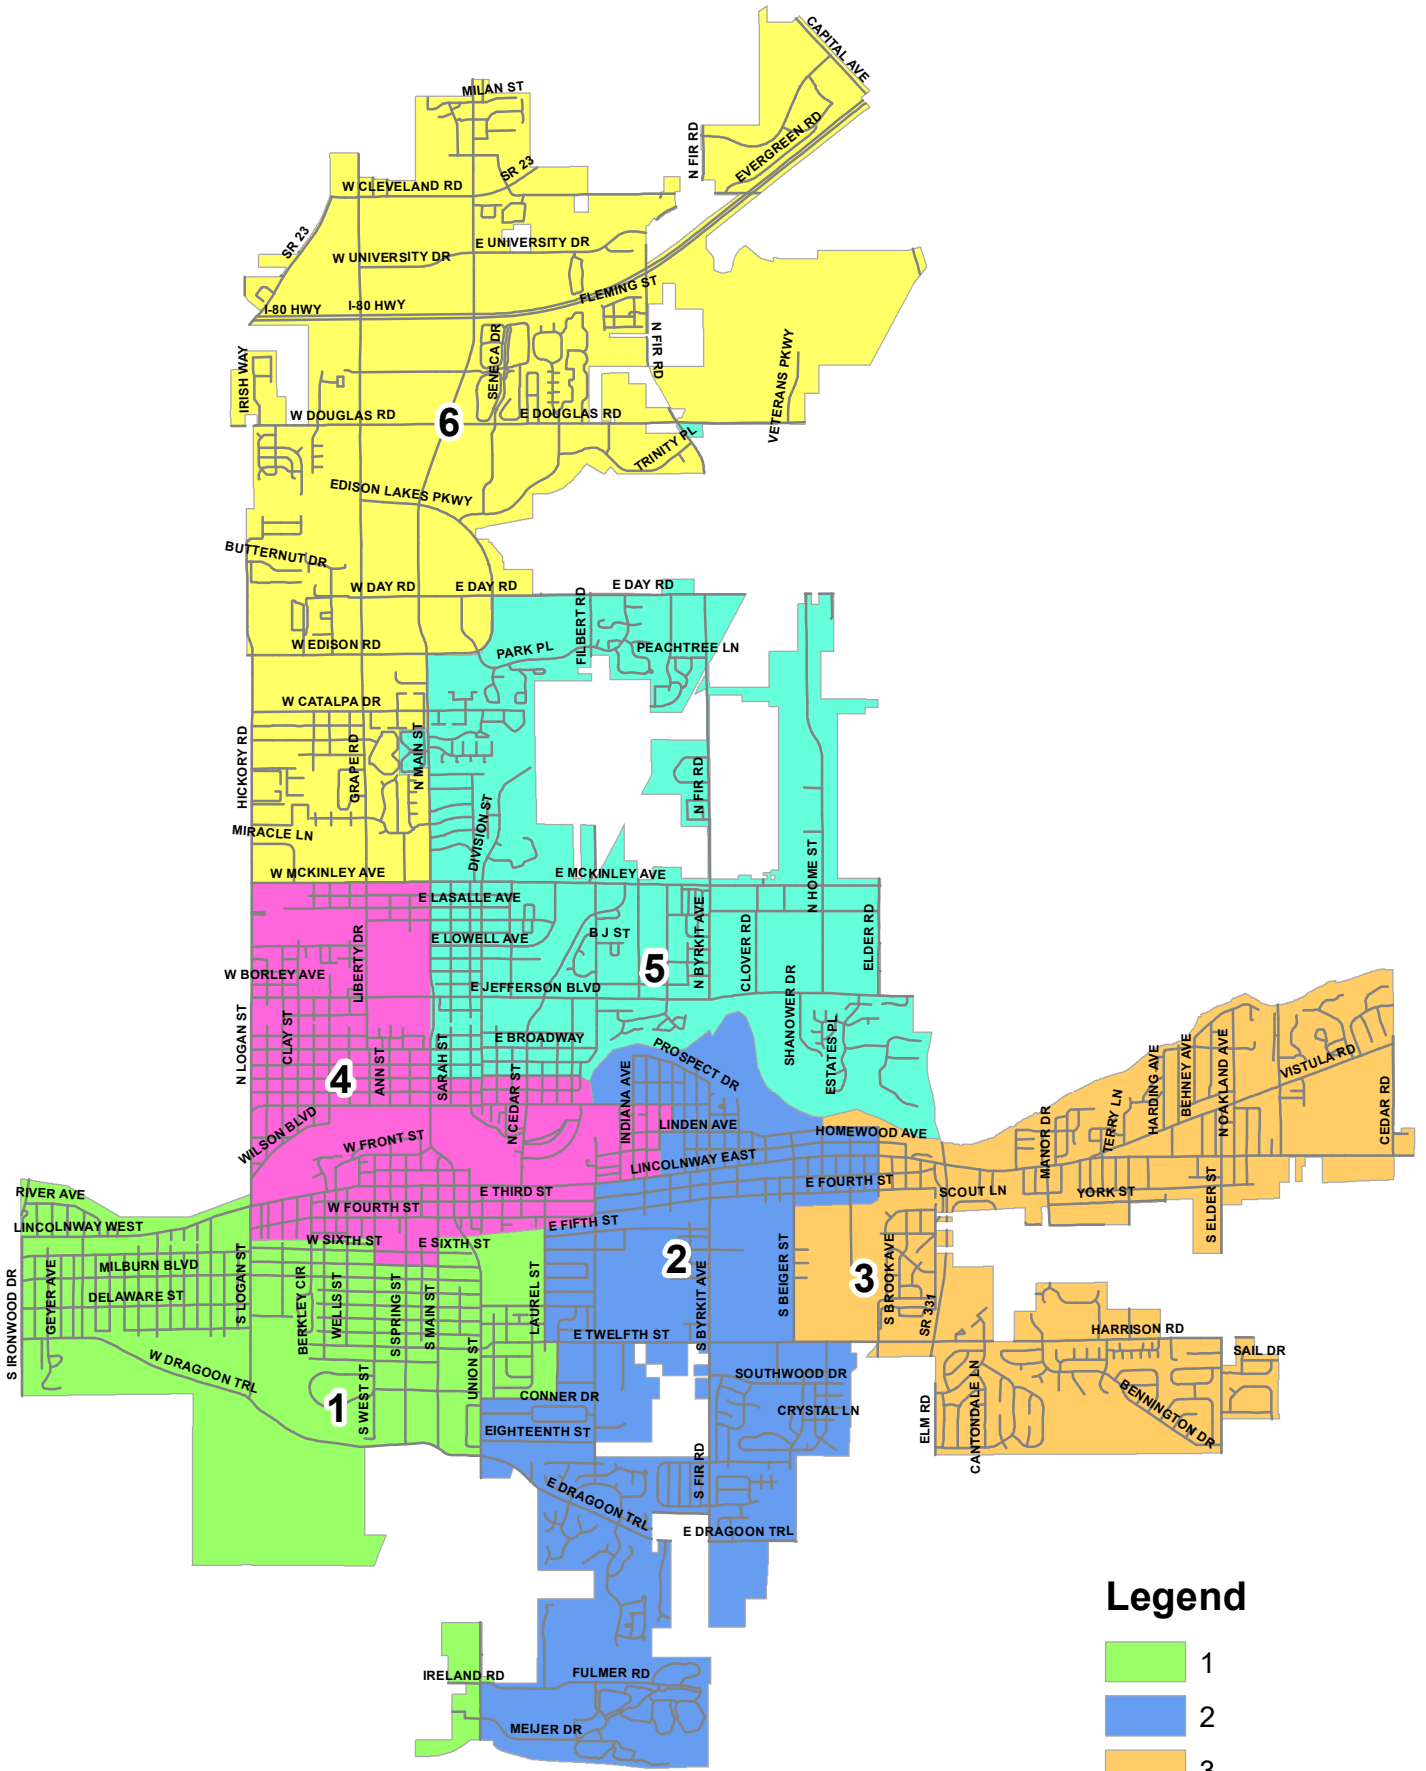 CAPITAL AVE
MILAN ST
N FIR RD
EVERGREEN RD
SR 23
W CLEVELAND RD
SR 23
E UNIVERSITY DR
W UNIVERSITY DR
FLEMING ST
I-80 HWY
I-80 HWY
N FIR RD
SENECA DR
VETERANS PKWY
IRISH WAY
W DOUGLAS RD
E DOUGLAS RD
6
TRINITY PL
EDISON LAKES PKWY
BUTTERNUT DR
W DAY RD
E DAY RD
E DAY RD
FILBERT RD
W EDISON RD
PARK PL
PEACHTREE LN
W CATALPA DR
HICKORY RD
GRAPE RD
N MAIN ST
N FIR RD
DIVISION ST
MIRACLE LN
W MCKINLEY AVE
E MCKINLEY AVE
N HOME ST
E LASALLE AVE
LIBERTY DR
E LOWELL AVE
B J ST
N BYRKIT AVE
CLOVER RD
ELDER RD
W BORLEY AVE
5
E JEFFERSON BLVD
N LOGAN ST
CLAY ST
ANN ST
SARAH ST
E BROADWAY
SHANOWER DR
ESTATES PL
PROSPECT DR
4
N CEDAR ST
INDIANA AVE
HARDING AVE
BEHNEY AVE
N OAKLAND AVE
VISTULA RD
CEDAR RD
TERRY LN
MANOR DR
WILSON BLVD
W FRONT ST
LINDEN AVE
HOMEWOOD AVE
LINCOLNWAY EAST
E FOURTH ST
E THIRD ST
SCOUT LN
YORK ST
S ELDER ST
RIVER AVE
LINCOLNWAY WEST
W FOURTH ST
E FIFTH ST
W SIXTH ST
E SIXTH ST
2
3
S IRONWOOD DR
GEYER AVE
MILBURN BLVD
DELAWARE ST
S LOGAN ST
BERKLEY CIR
WELLS ST
S SPRING ST
S MAIN ST
UNION ST
LAUREL ST
S BYRKIT AVE
S BEIGER ST
S BROOK AVE
SR 331
E TWELFTH ST
HARRISON RD
SAIL DR
W DRAGOON TRL
S WEST ST
1
CONNER DR
SOUTHWOOD DR
CRYSTAL LN
ELM RD
CANTONDALE LN
BENNINGTON DR
EIGHTEENTH ST
S FIR RD
E DRAGOON TRL
E DRAGOON TRL
IRELAND RD
FULMER RD
MEIJER DR
Legend
1
2
3